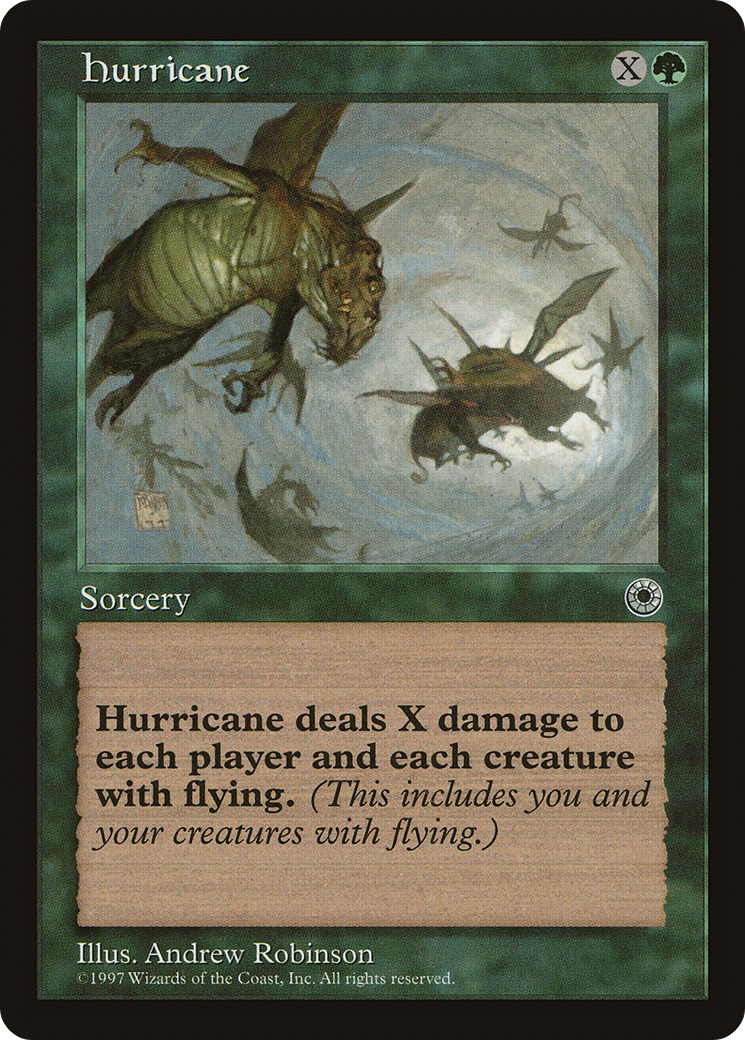 Hurricane X
Sorcery
Hurricane deals X damage to
each player and each creature
with flying. (This includes you and
your creatures with flying.)
Illus. Andrew Robinson
©1997 Wizards of the Coast, Inc. All rights reserved.